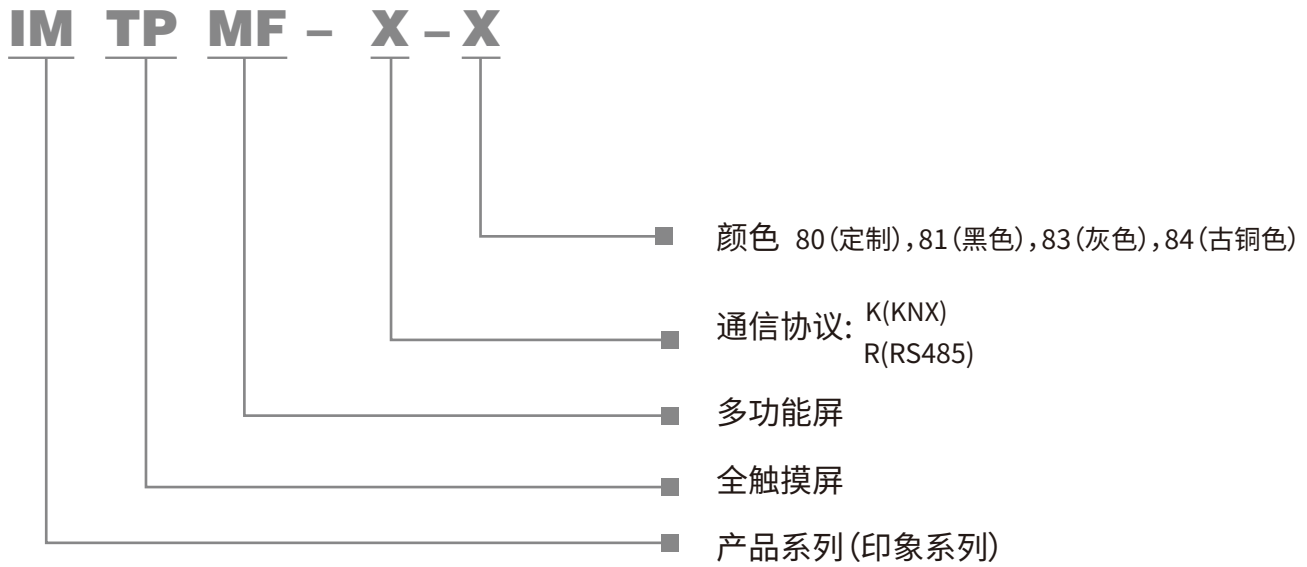 IM TP MF – X – X
颜色 80(定制),81(黑色),83(灰色),84(古铜色)
通信协议: K(KNX)
R(RS485)
多功能屏
全触摸屏
产品系列(印象系列)